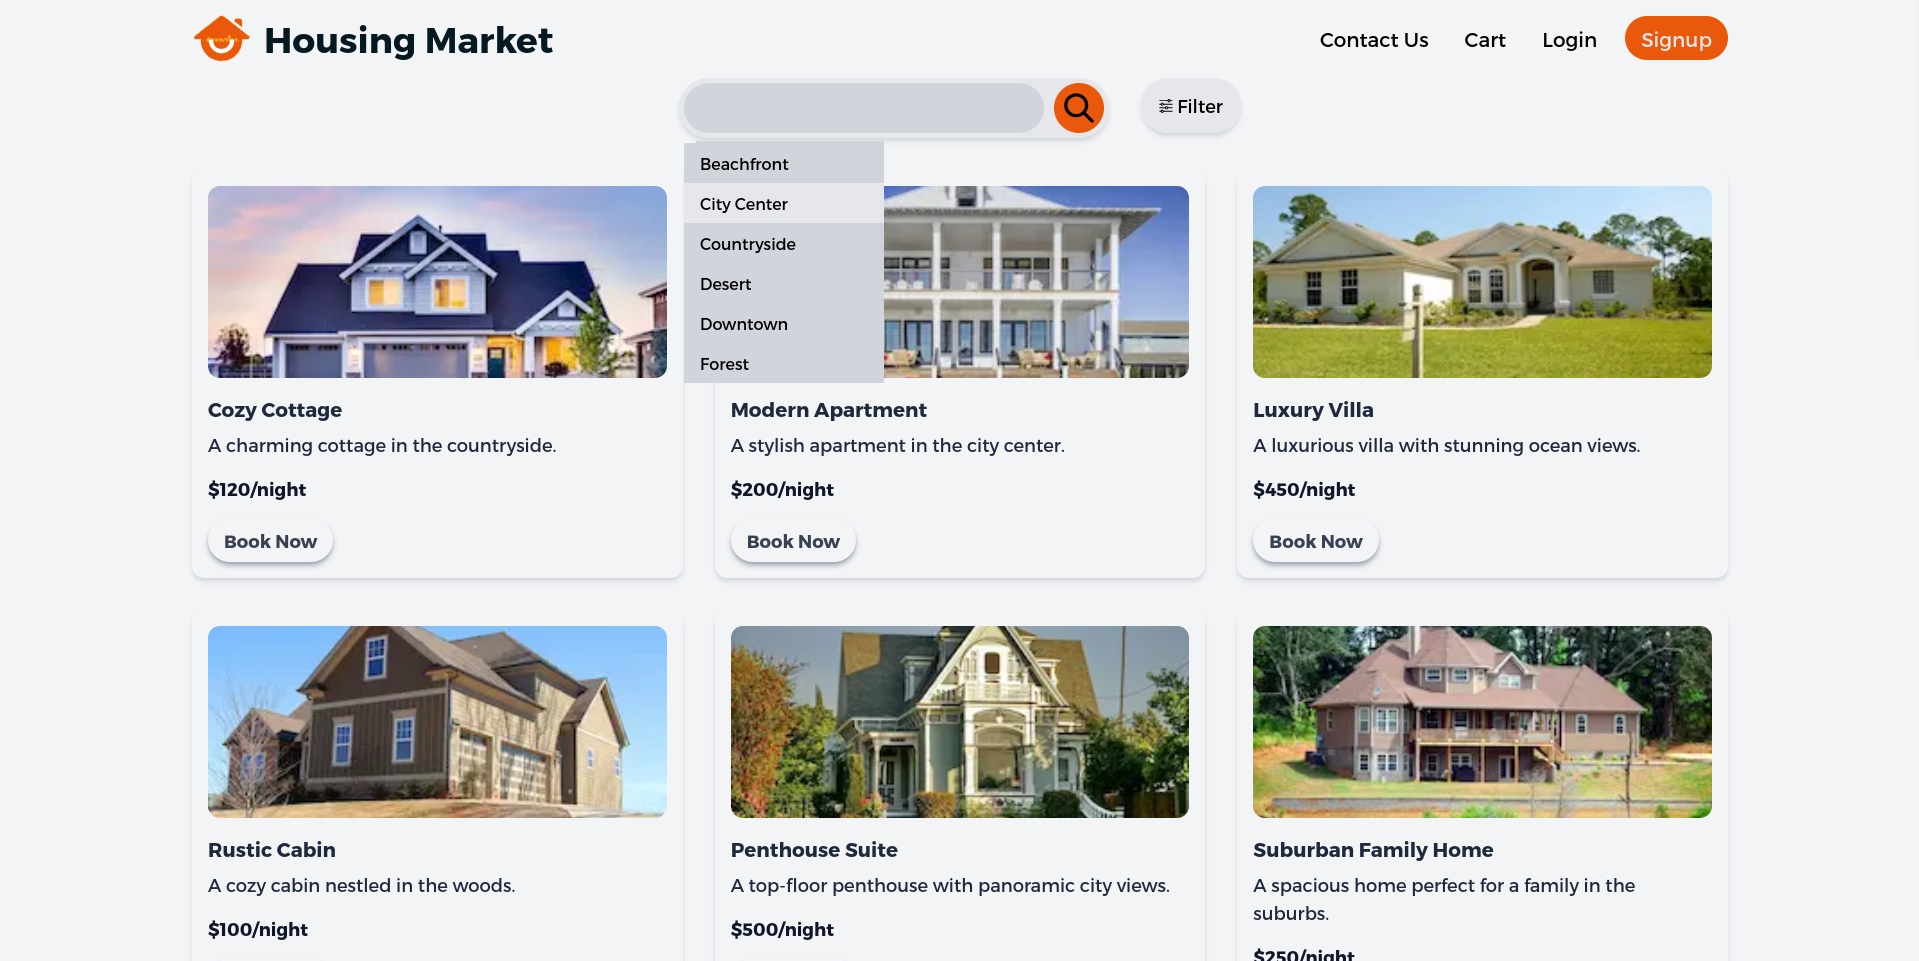 Housing Market
Contact Us
Cart
Login
Signup
Filter
Beachfront
City Center
Countryside
Desert
Downtown
Forest
Cozy Cottage
A charming cottage in the countryside.
$120/night
Book Now
Modern Apartment
A stylish apartment in the city center.
$200/night
Book Now
Luxury Villa
A luxurious villa with stunning ocean views.
$450/night
Book Now
Rustic Cabin
A cozy cabin nestled in the woods.
$100/night
Penthouse Suite
A top-floor penthouse with panoramic city views.
$500/night
Suburban Family Home
A spacious home perfect for a family in the
suburbs.
$250/night